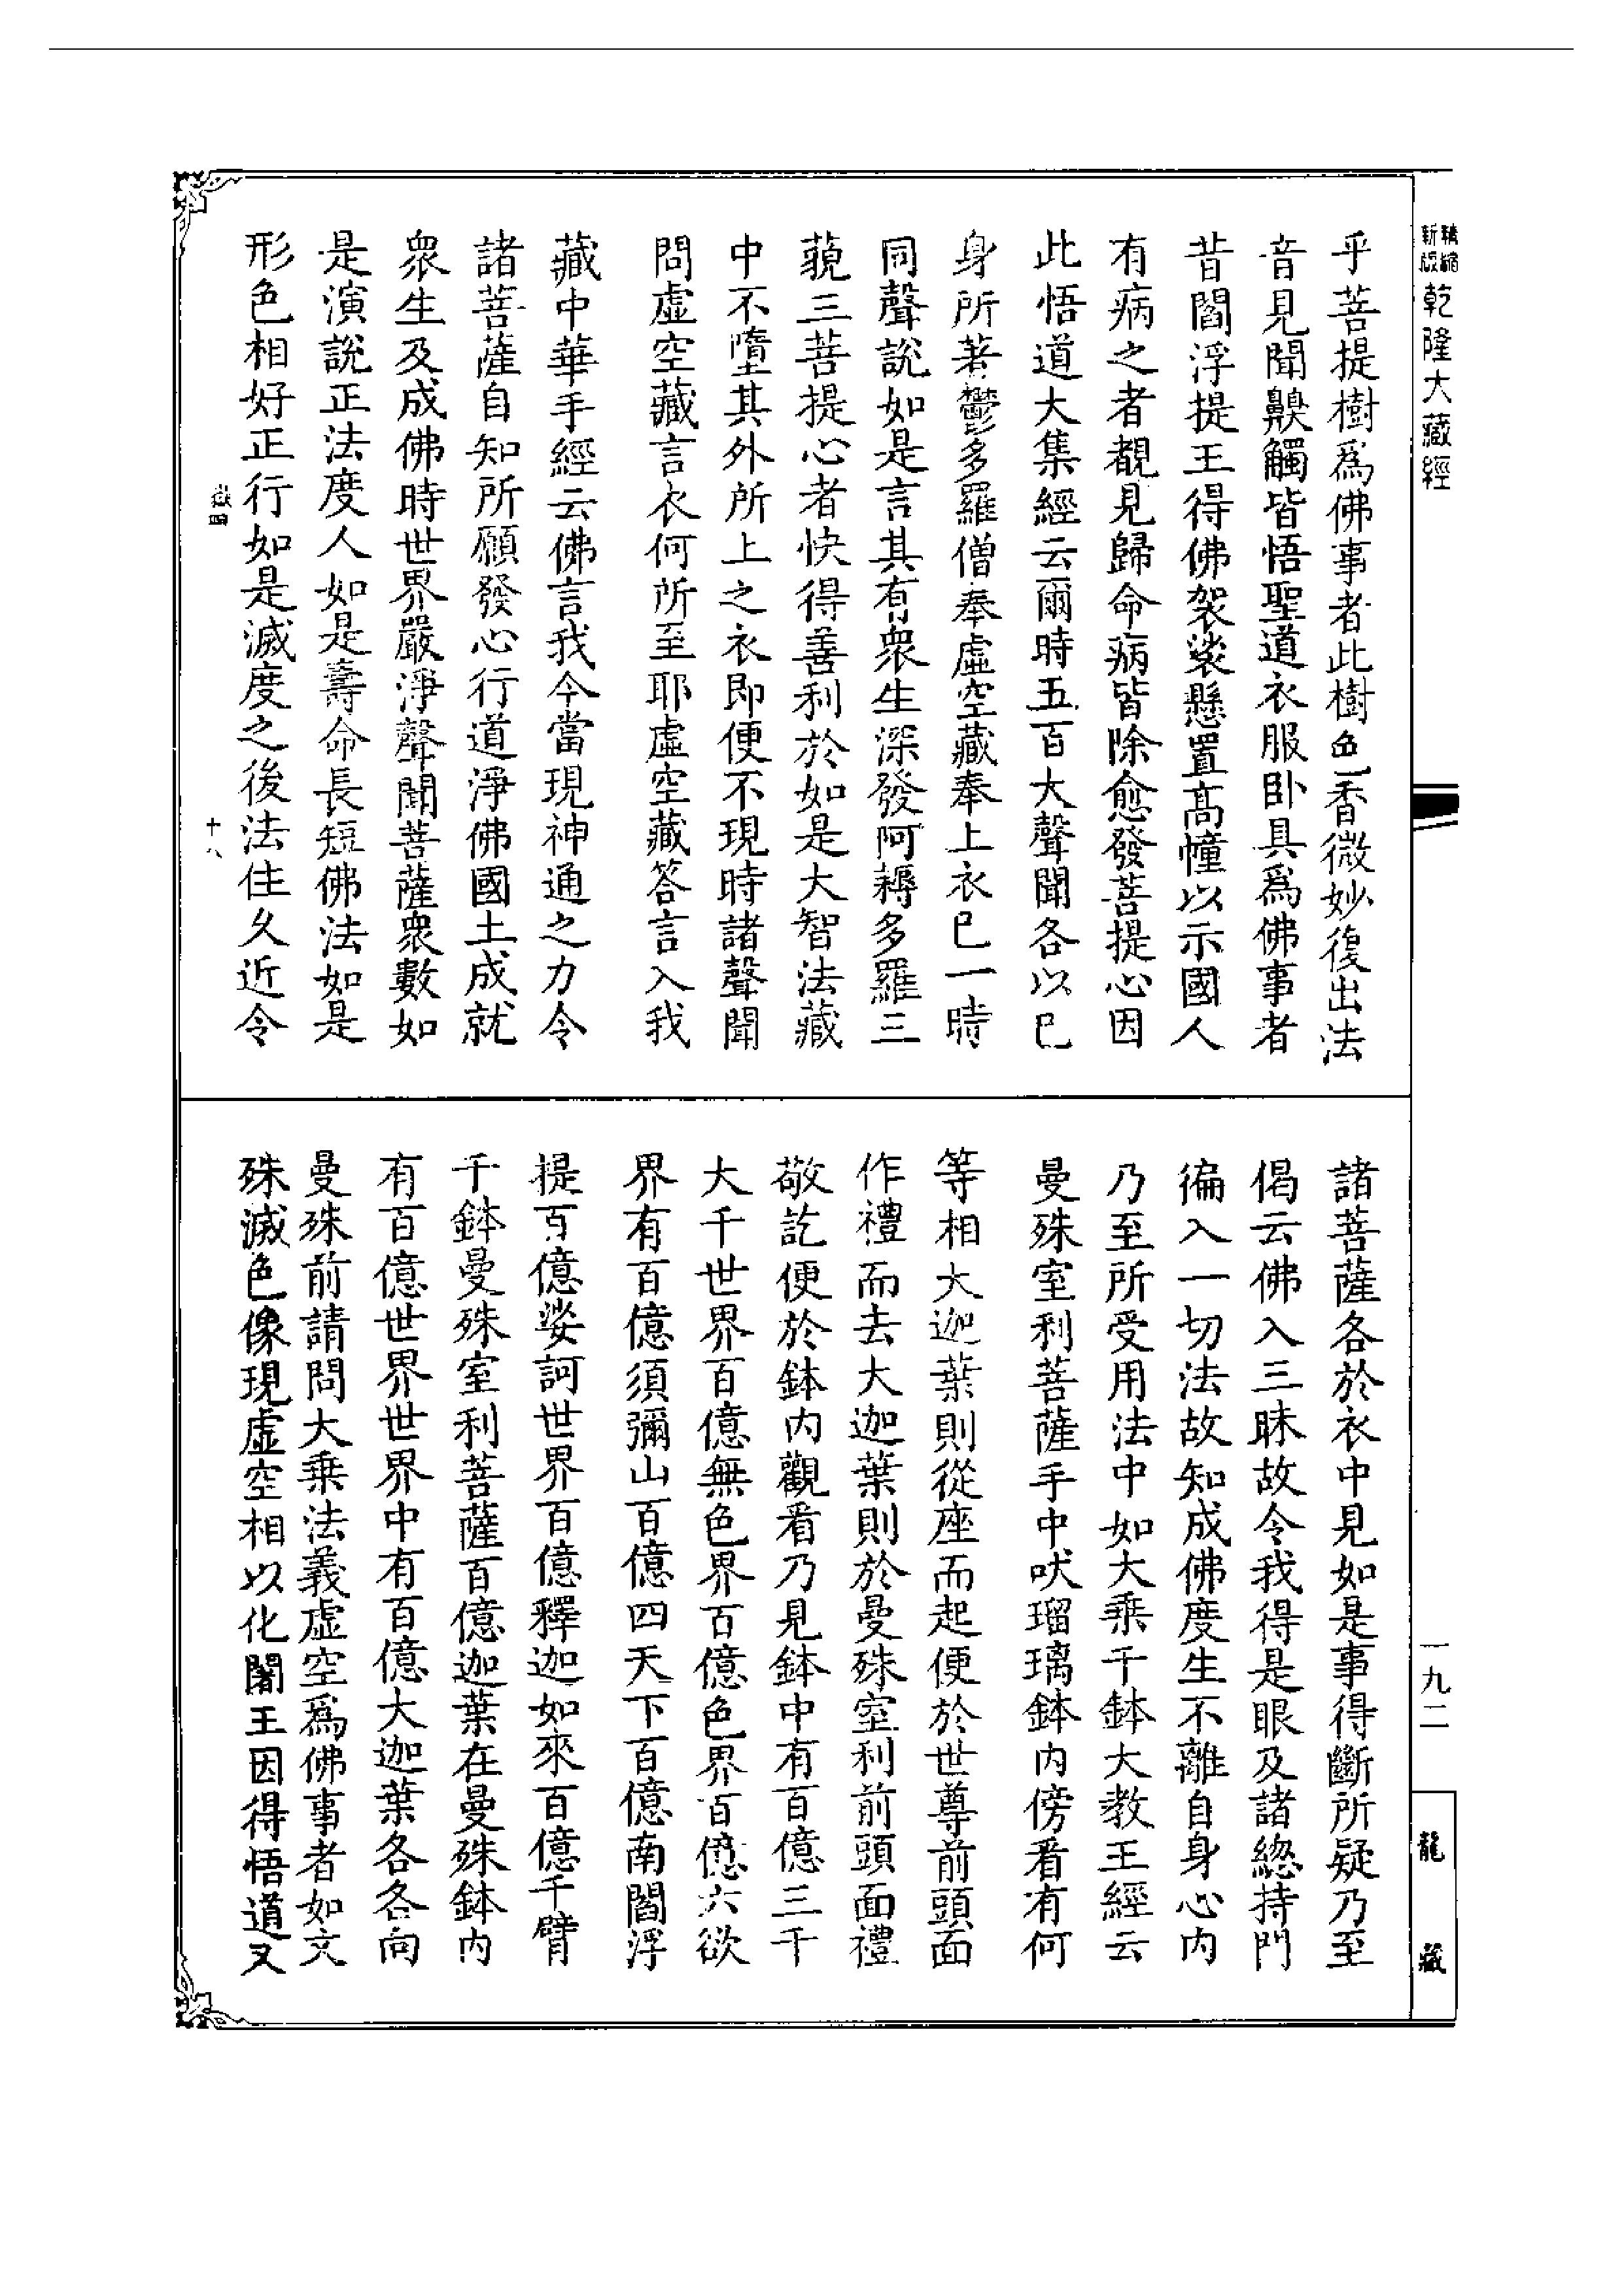 新縮
乾隆大藏經
乎菩提樹爲佛事者此樹色香微妙復出法
音見聞齅觸皆悟聖道衣服卧具爲佛事者
昔閻浮提王得佛袈裟懸置髙幢以示國人
有病之者覩見歸命病皆除愈發菩提心因
此悟道大集經云爾時五百大聲聞各以已
身所著鬱多羅僧奉虛空藏奉上衣已一時
同聲說如是言其有衆生深發阿耨多羅三
藐三菩提心者快得善利於如是大智法藏
中不墮其外所上之衣即便不現時諸聲聞
問虛空藏言衣何所至耶虛空藏答言入我
藏中華手經云佛言我今當現神通之力令
諸菩薩自知所願發心行道淨佛國土成就
衆生及成佛時世界嚴淨聲聞菩薩衆數如
是演說正法度人如是壽命長短佛法如是
形色相好正行如是滅度之後法住久近令
嶽四
十八
諸菩薩各於衣中見如是事得斷所疑乃至
偈云佛入三昧故令我得是眼及諸總持門
徧入一切法故知成佛度生不離自身心内
乃至所受用法中如大乘千鉢大教王經云
曼殊室利菩薩手中吠瑠璃鉢内傍看有何
等相大迦葉則從座而起便於世尊前頭面
作禮而去大迦葉則於曼殊室利前頭面禮
敬訖便於鉢内觀看乃見鉢中有百億三千
大千世界百億無色界百億色界百億六欲
界有百億須彌山百億四天下百億南閻浮
提百億娑訶世界百億釋迦如來百億千臂
千鉢曼殊室利菩薩百億迦葉在曼殊鉢内
有百億世界世界中有百億大迦葉各各向
曼殊前請問大乘法義虛空爲佛事者如文
殊滅色像現虛空相以化闍王因得悟道又
一九二
龍藏